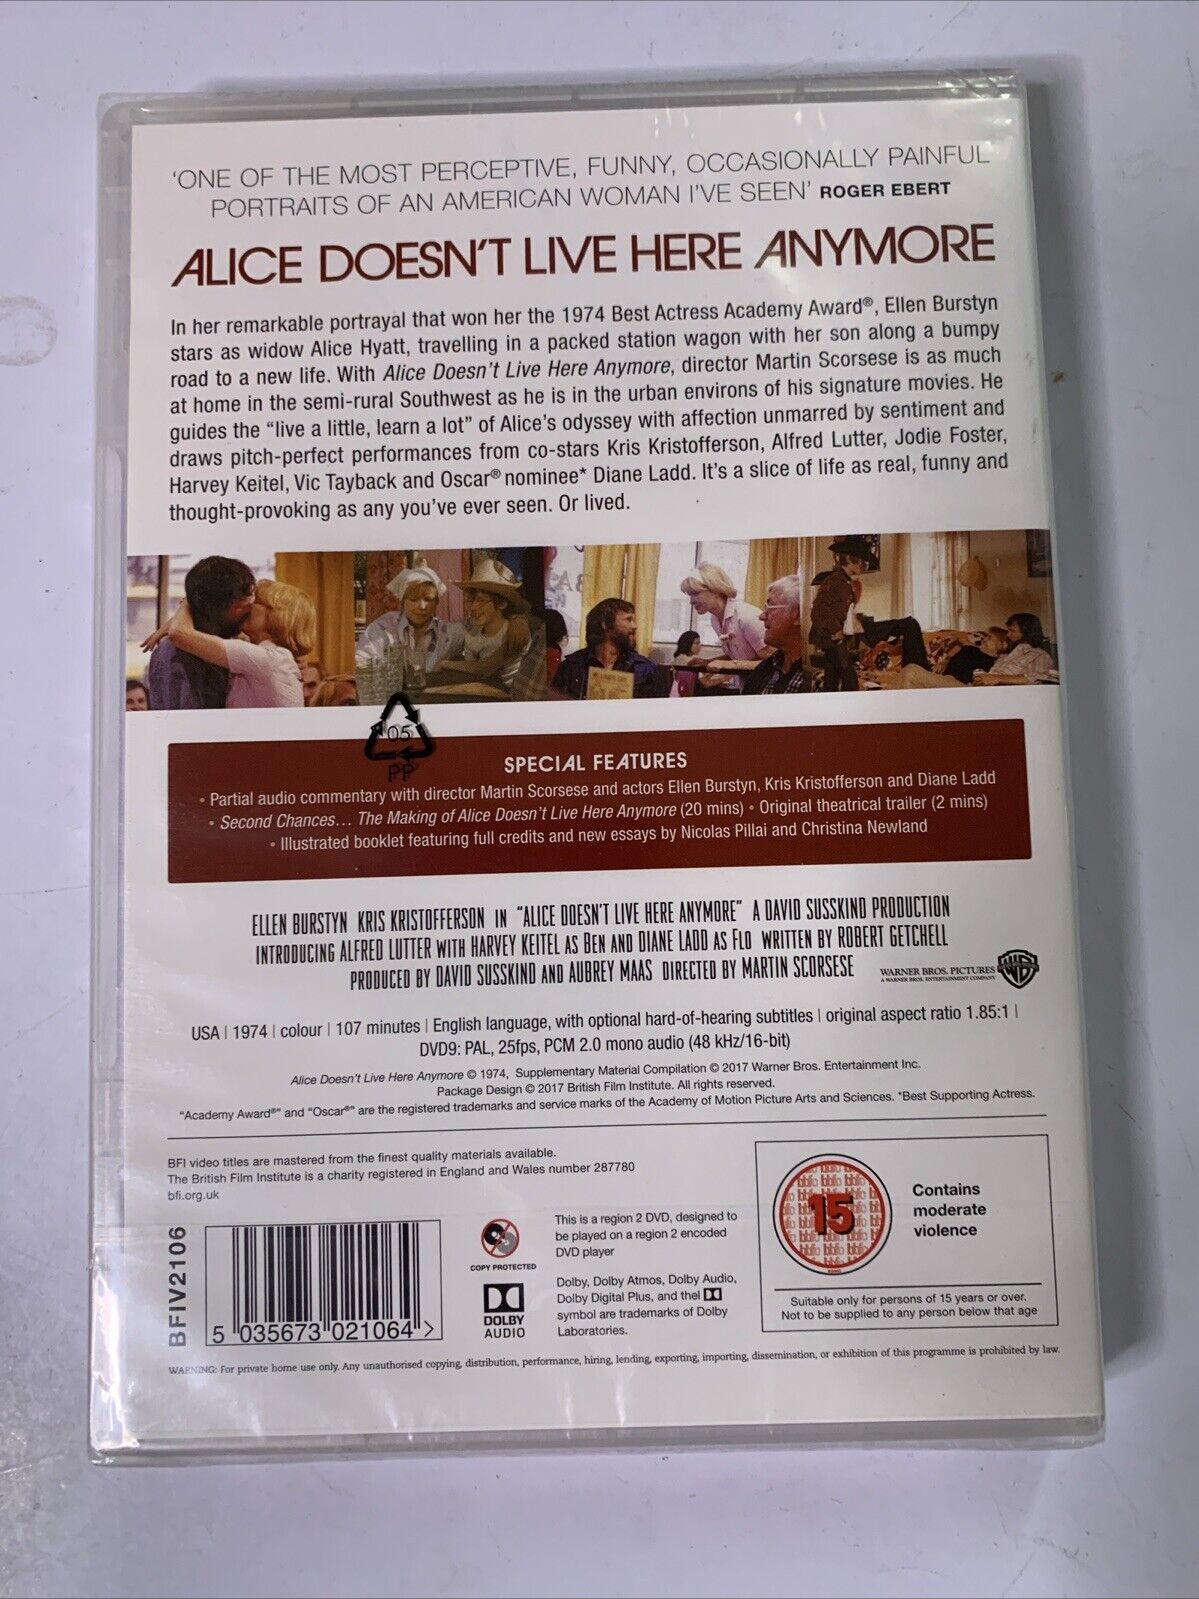 ‘ONE OF THE MOST PERCEPTIVE, FUNNY, OCCASIONALLY PAINFUL
PORTRAITS OF AN AMERICAN WOMAN I'VE SEEN’ ROGER EBERT
ALICE DOESN'T LIVE HERE ANYMORE
In her remarkable portrayal that won her the 1974 Best Actress Academy Award®, Ellen Burstyn
stars as widow Alice Hyatt, travelling in a packed station wagon with her son along a bumpy
road to a new life. With Alice Doesn't Live Here Anymore, director Martin Scorsese is as much
at home in the semi-rural Southwest as he is in the urban environs of his signature movies. He
guides the “live a little, learn a lot” of Alice's odyssey with affection unmarred by sentiment and
draws pitch-perfect performances from co-stars Kris Kristofferson, Alfred Lutter, Jodie Foster,
Harvey Keitel, Vic Tayback and Oscar® nominee* Diane Ladd. It's a slice of life as real, funny and
thought-provoking as any you've ever seen. Or lived.
05
PP
SPECIAL FEATURES
• Partial audio commentary with director Martin Scorsese and actors Ellen Burstyn, Kris Kristofferson and Diane Ladd
• Second Chances… The Making of Alice Doesn't Live Here Anymore (20 mins) • Original theatrical trailer (2 mins)
• Illustrated booklet featuring full credits and new essays by Nicolas Pillai and Christina Newland
ELLEN BURSTYN KRIS KRISTOFFERSON IN “ALICE DOESN'T LIVE HERE ANYMORE” A DAVID SUSSKIND PRODUCTION
INTRODUCING ALFRED LUTTER WITH HARVEY KEITEL AS BEN AND DIANE LADD AS FLO WRITTEN BY ROBERT GETCHELL
PRODUCED BY DAVID SUSSKIND AND AUBREY MAAS DIRECTED BY MARTIN SCORSESE
WARNER BROS. PICTURES
A WARNER BROS. ENTERTAINMENT COMPANY
USA | 1974 | colour | 107 minutes | English language, with optional hard-of-hearing subtitles | original aspect ratio 1.85:1 |
DVD9: PAL, 25fps, PCM 2.0 mono audio (48 kHz/16-bit)
Alice Doesn't Live Here Anymore © 1974, Supplementary Material Compilation © 2017 Warner Bros. Entertainment Inc.
Package Design © 2017 British Film Institute. All rights reserved.
“Academy Award®” and “Oscar®” are the registered trademarks and service marks of the Academy of Motion Picture Arts and Sciences. *Best Supporting Actress.
BFI video titles are mastered from the finest quality materials available.
The British Film Institute is a charity registered in England and Wales number 287780
bfi.org.uk
BFIV2106
5 035673 021064 >
COPY PROTECTED
DOLBY
AUDIO
This is a region 2 DVD, designed to
be played on a region 2 encoded
DVD player
Dolby, Dolby Atmos, Dolby Audio,
Dolby Digital Plus, and thel
symbol are trademarks of Dolby
Laboratories.
15
Contains
moderate
violence
Suitable only for persons of 15 years or over.
Not to be supplied to any person below that age
WARNING: For private home use only. Any unauthorised copying, distribution, performance, hiring, lending, exporting, importing, dissemination, or exhibition of this programme is prohibited by law.